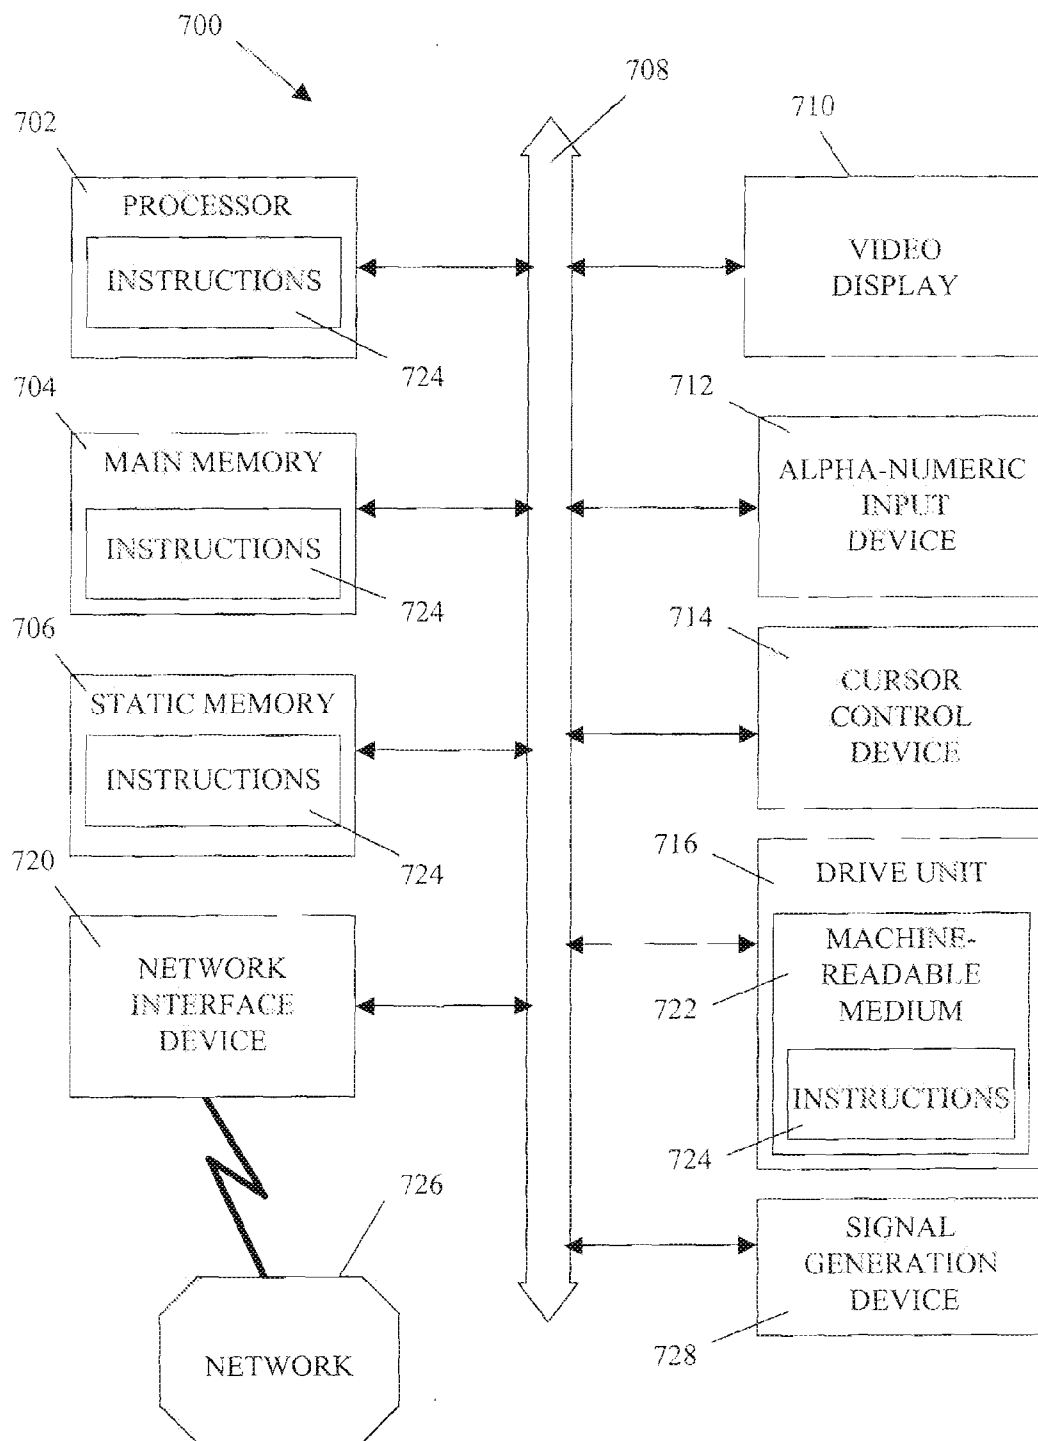 700
708
702
710
PROCESSOR
INSTRUCTIONS
724
VIDEO
DISPLAY
704
712
MAIN MEMORY
INSTRUCTIONS
724
ALPHA-NUMERIC
INPUT
DEVICE
706
714
STATIC MEMORY
INSTRUCTIONS
724
CURSOR
CONTROL
DEVICE
720
716
NETWORK
INTERFACE
DEVICE
DRIVE UNIT
MACHINE-
READABLE
MEDIUM
722
INSTRUCTIONS
724
726
NETWORK
SIGNAL
GENERATION
DEVICE
728